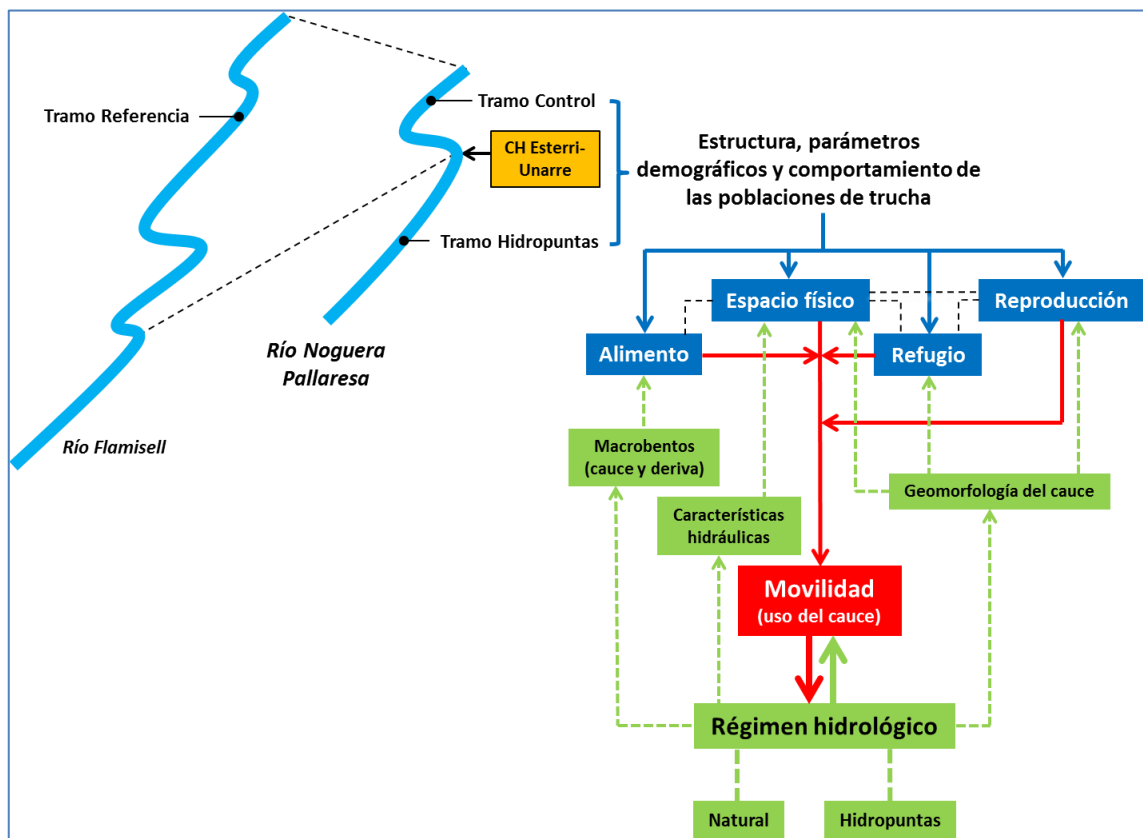 Tramo Referencia
Tramo Control
CH Esterri-
Unarre
Tramo Hidropuntas
Río Noguera
Pallaresa
Río Flamisell
Estructura, parámetros
demográficos y comportamiento de
las poblaciones de trucha
Espacio físico
Reproducción
Alimento
Refugio
Macrobentos
(cauce y deriva)
Geomorfología del cauce
Características
hidráulicas
Movilidad
(uso del cauce)
Régimen hidrológico
Natural
Hidropuntas